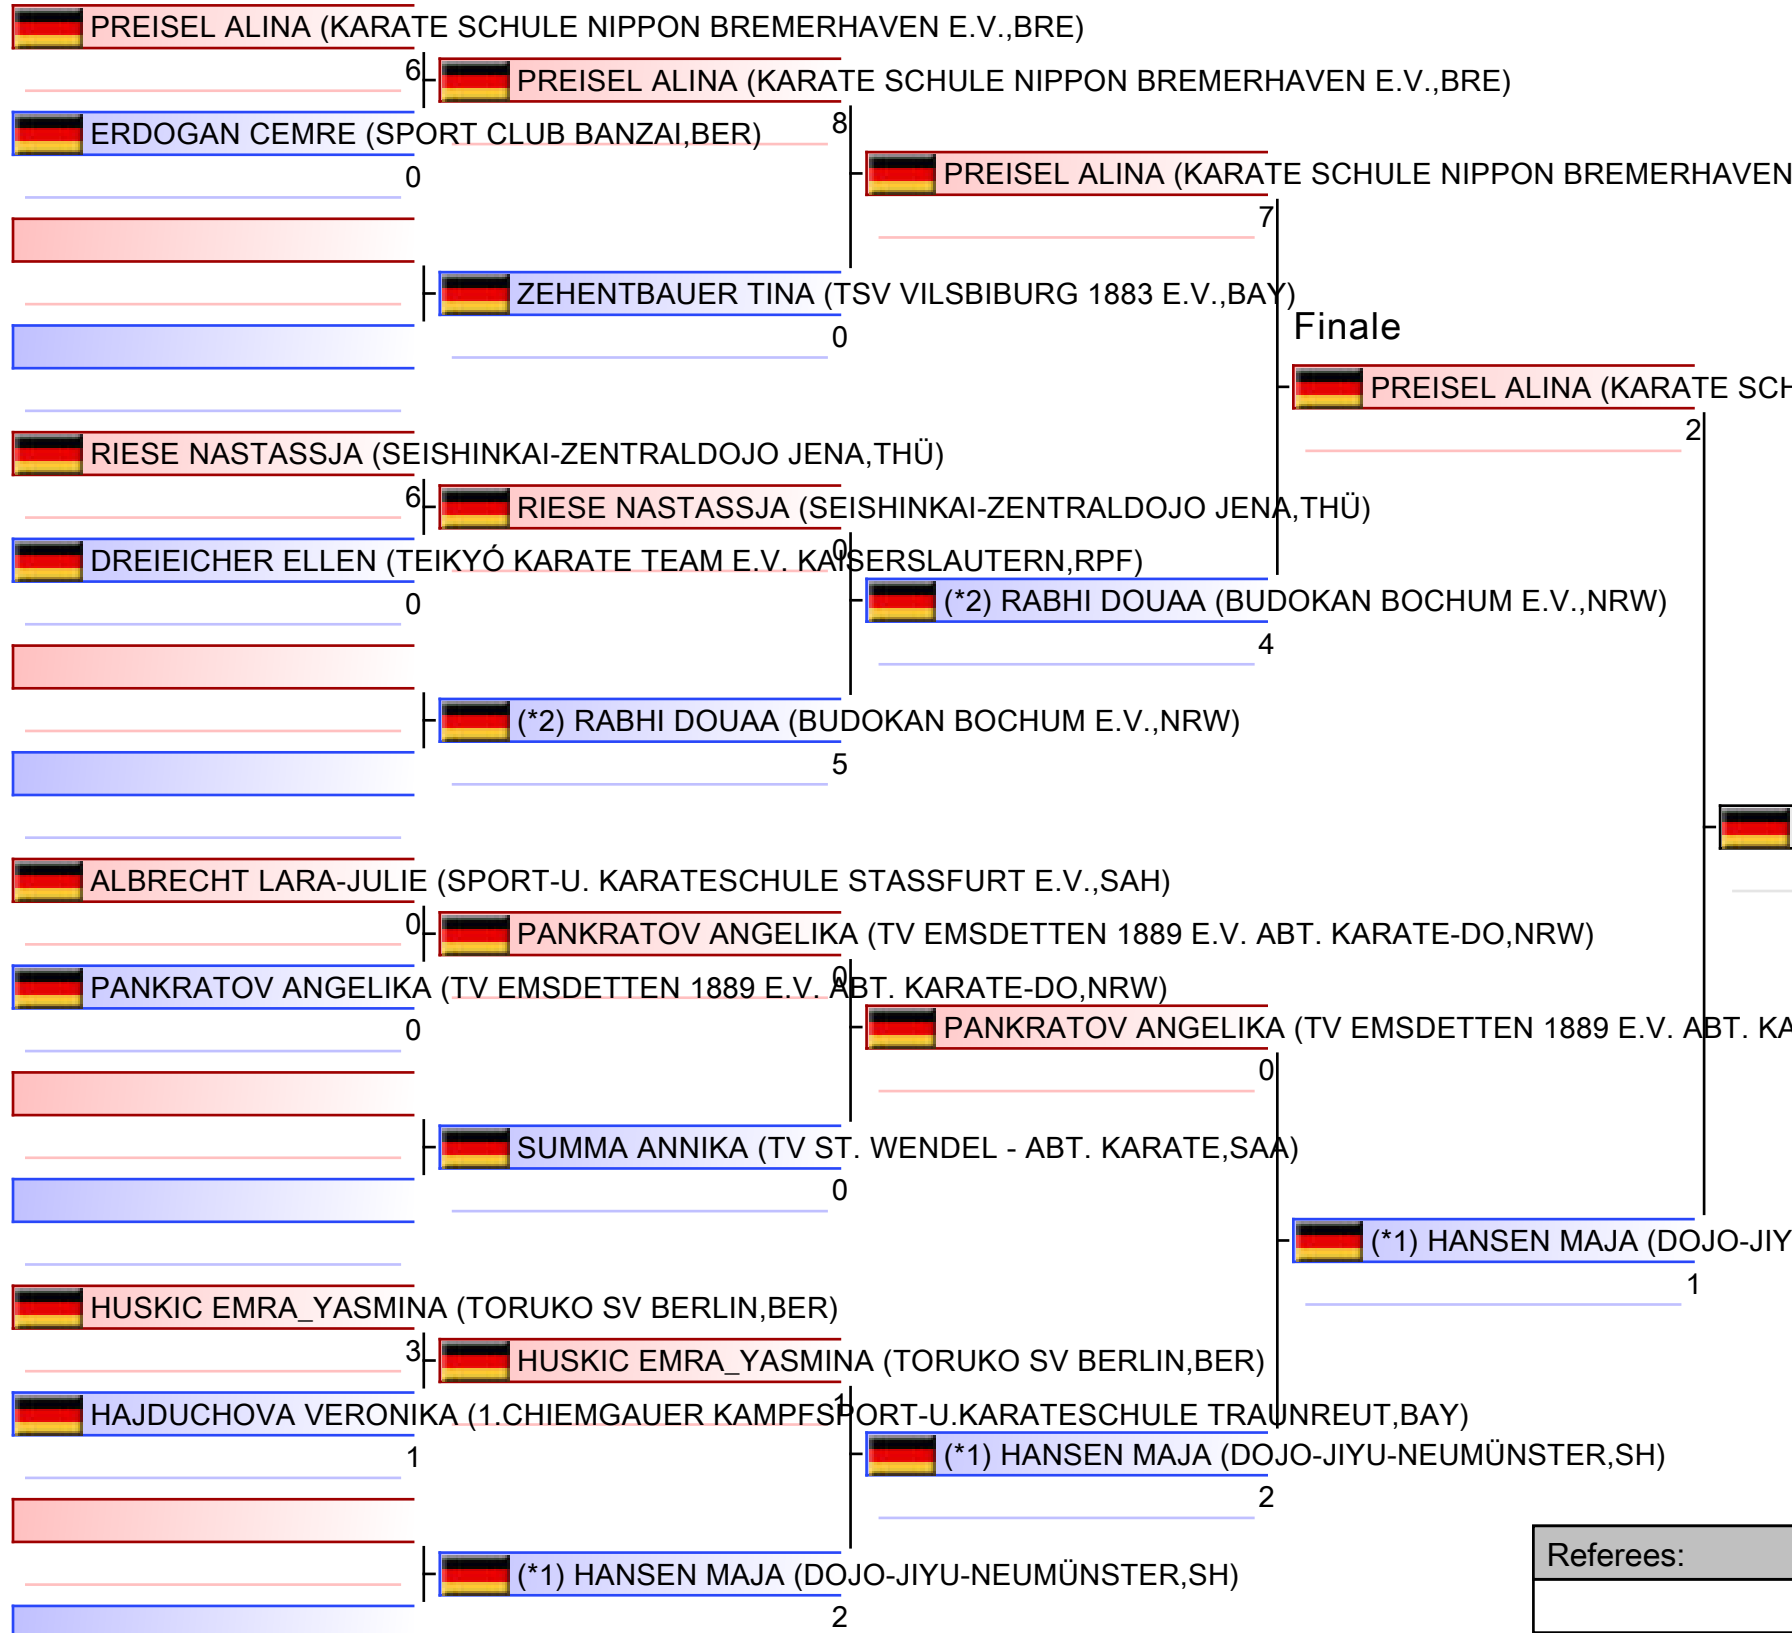 PREISEL ALINA (KARATE SCHULE NIPPON BREMERHAVEN E.V.,BRE)
6
PREISEL ALINA (KARATE SCHULE NIPPON BREMERHAVEN E.V.,BRE)
8
ERDOGAN CEMRE (SPORT CLUB BANZAI,BER)
0
PREISEL ALINA (KARATE SCHULE NIPPON BREMERHAVEN
7
ZEHENTBAUER TINA (TSV VILSBIBURG 1883 E.V.,BAY)
0
Finale
PREISEL ALINA (KARATE SCH
2
RIESE NASTASSJA (SEISHINKAI-ZENTRALDOJO JENA,THÜ)
6
RIESE NASTASSJA (SEISHINKAI-ZENTRALDOJO JENA,THÜ)
0
DREIEICHER ELLEN (TEIKYÓ KARATE TEAM E.V. KAISERSLAUTERN,RPF)
0
(*2) RABHI DOUAA (BUDOKAN BOCHUM E.V.,NRW)
4
(*2) RABHI DOUAA (BUDOKAN BOCHUM E.V.,NRW)
5
ALBRECHT LARA-JULIE (SPORT-U. KARATESCHULE STASSFURT E.V.,SAH)
0
PANKRATOV ANGELIKA (TV EMSDETTEN 1889 E.V. ABT. KARATE-DO,NRW)
0
PANKRATOV ANGELIKA (TV EMSDETTEN 1889 E.V. ABT. KARATE-DO,NRW)
0
PANKRATOV ANGELIKA (TV EMSDETTEN 1889 E.V. ABT. KA
0
SUMMA ANNIKA (TV ST. WENDEL - ABT. KARATE,SAA)
0
(*1) HANSEN MAJA (DOJO-JIY
1
HUSKIC EMRA_YASMINA (TORUKO SV BERLIN,BER)
3
HUSKIC EMRA_YASMINA (TORUKO SV BERLIN,BER)
1
HAJDUCHOVA VERONIKA (1.CHIEMGAUER KAMPFSPORT-U.KARATESCHULE TRAUNREUT,BAY)
1
(*1) HANSEN MAJA (DOJO-JIYU-NEUMÜNSTER,SH)
2
Referees:
(*1) HANSEN MAJA (DOJO-JIYU-NEUMÜNSTER,SH)
2